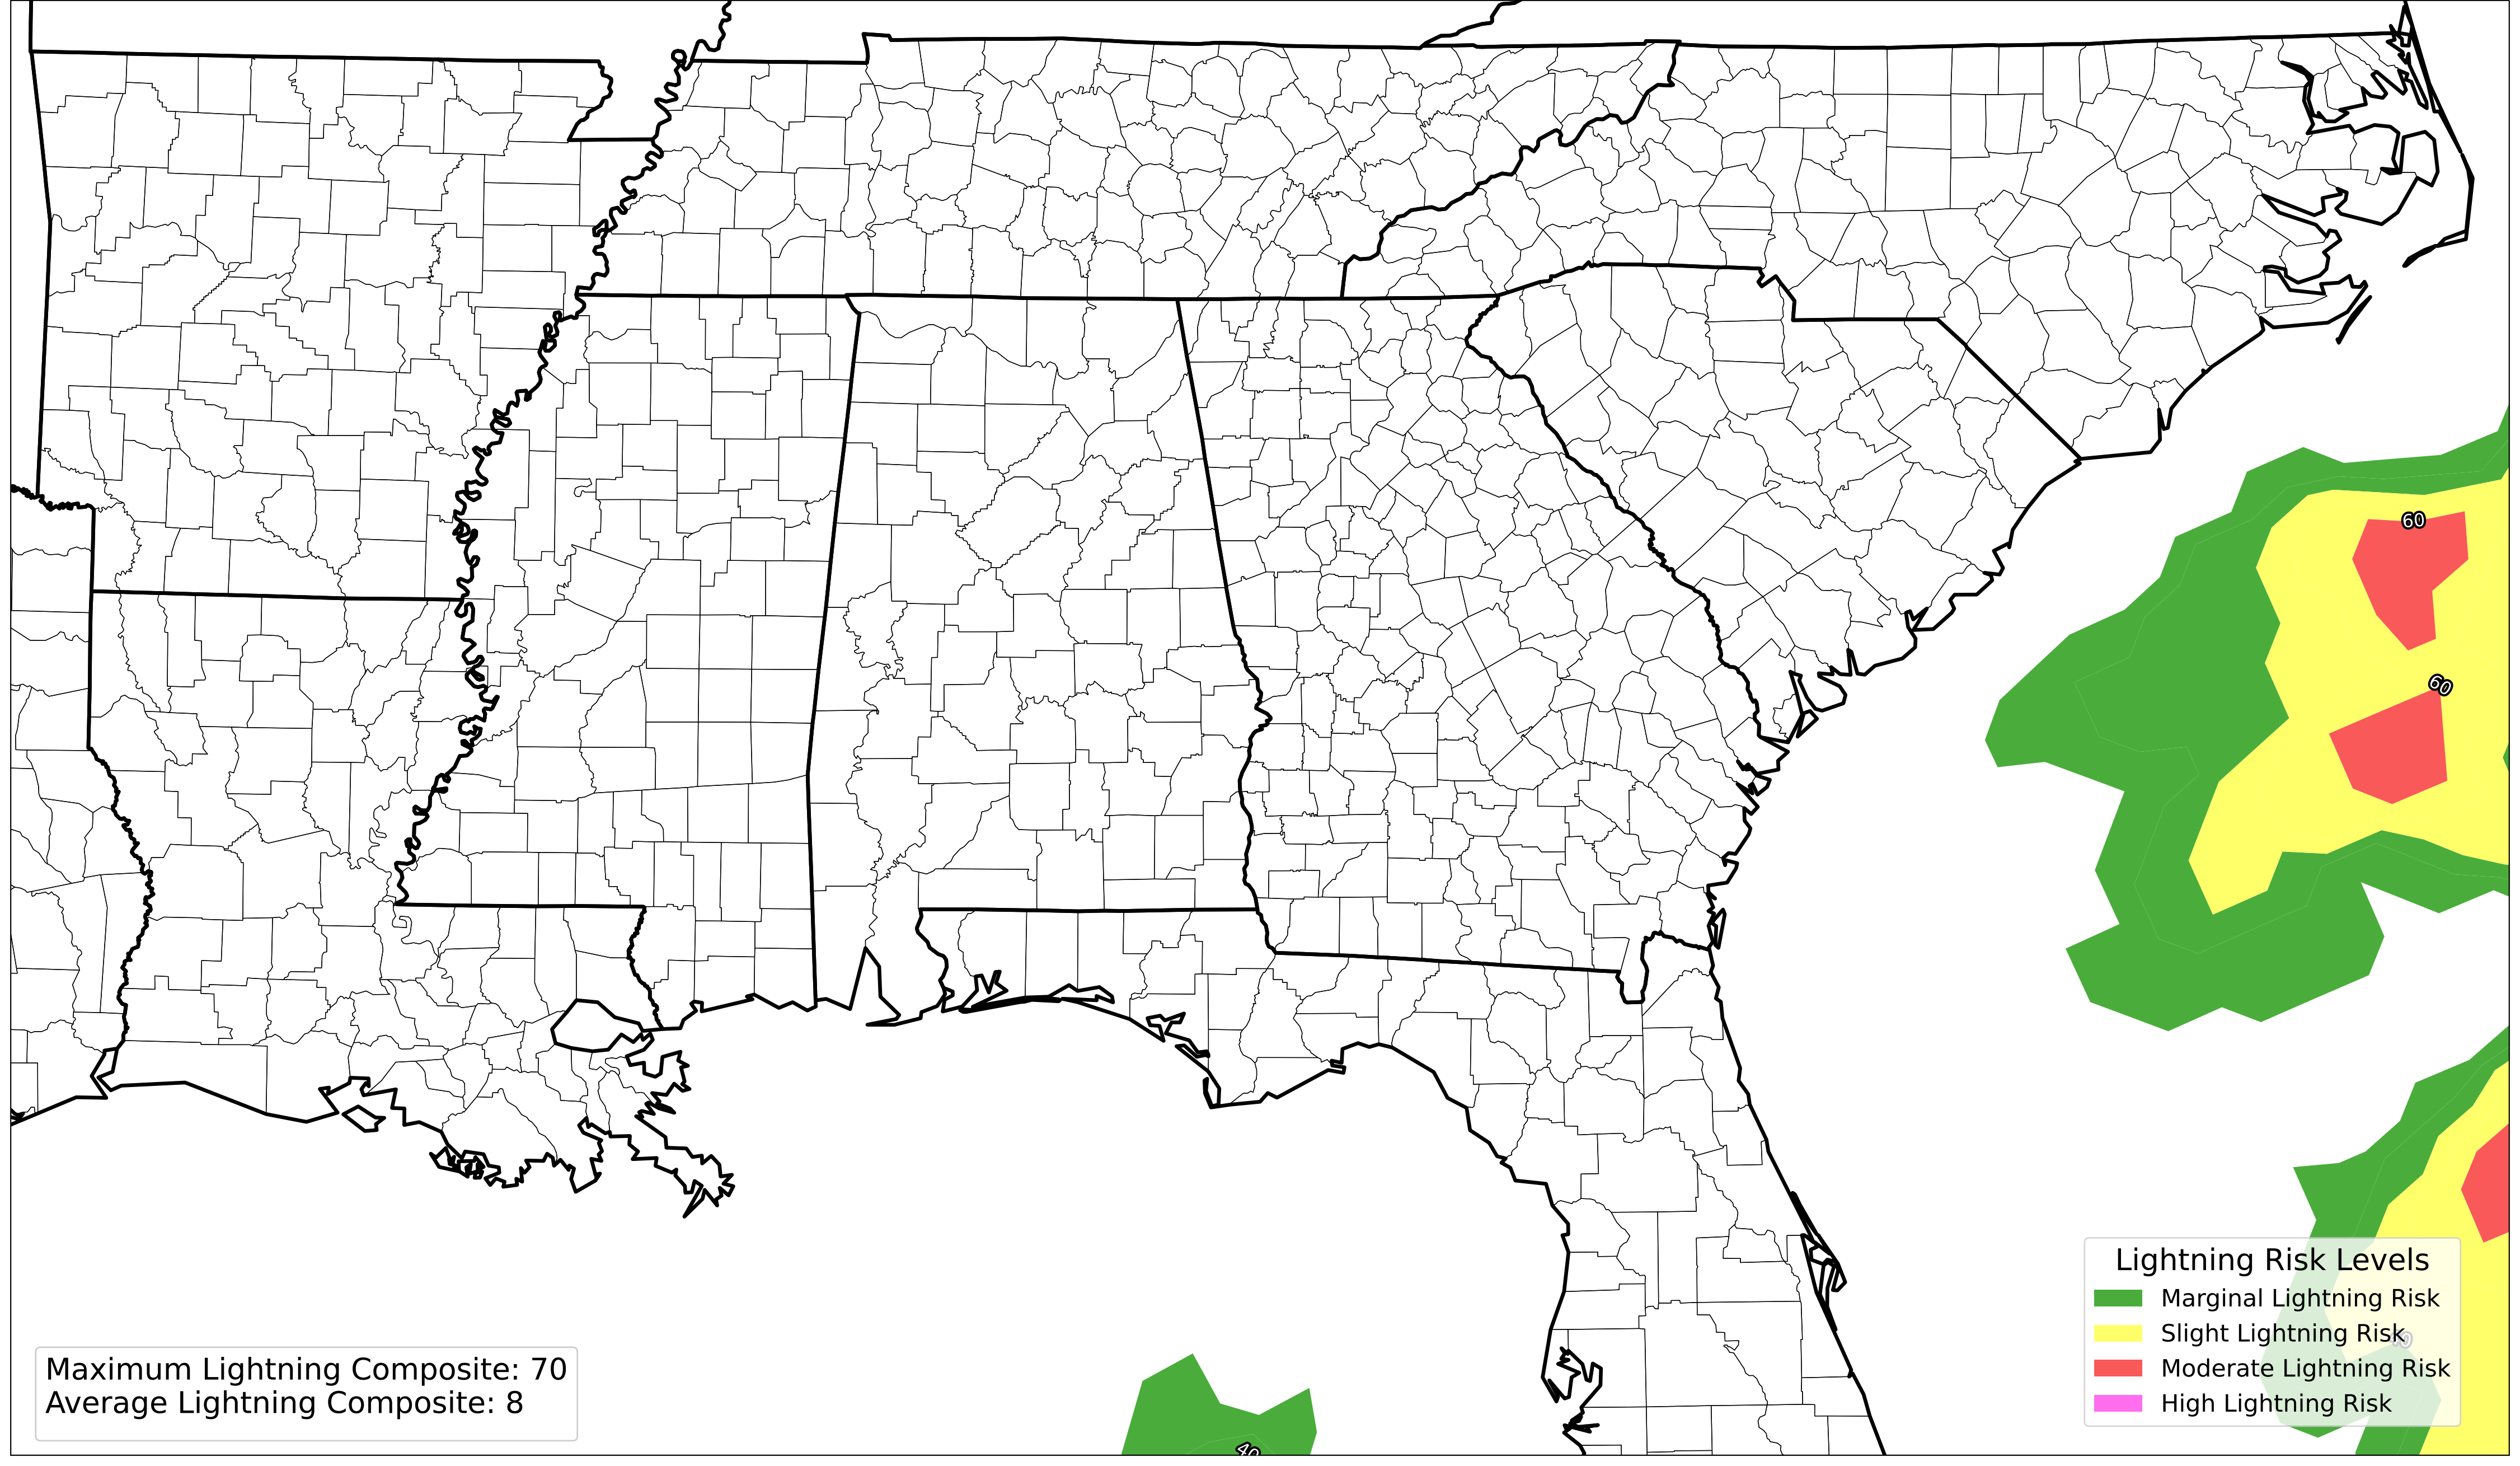 60
60
Lightning Risk Levels
Marginal Lightning Risk
Slight Lightning Risk
Moderate Lightning Risk
High Lightning Risk
Maximum Lightning Composite: 70
Average Lightning Composite: 8
40